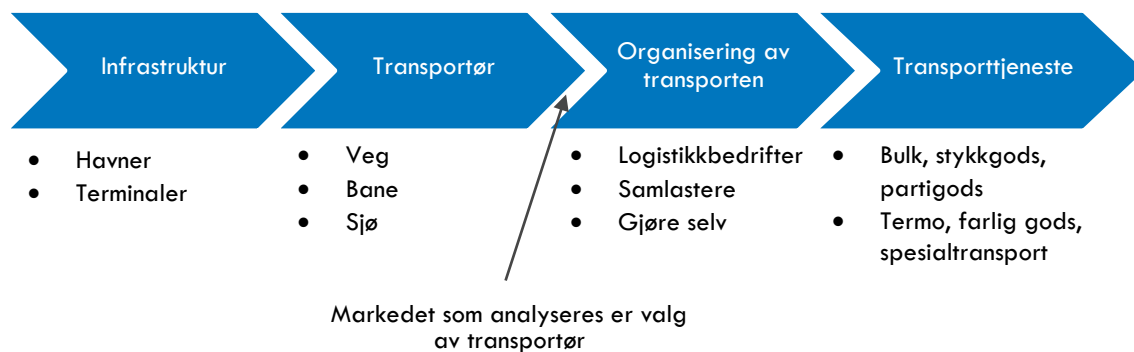 Infrastruktur
Transportør
Organisering av
transporten
Transporttjeneste
• Havner
• Terminaler
• Veg
• Bane
• Sjø
• Logistikkbedrifter
• Samlastere
• Gjøre selv
• Bulk, stykkgods,
partigods
• Termo, farlig gods,
spesialtransport
Markedet som analyseres er valg
av transportør